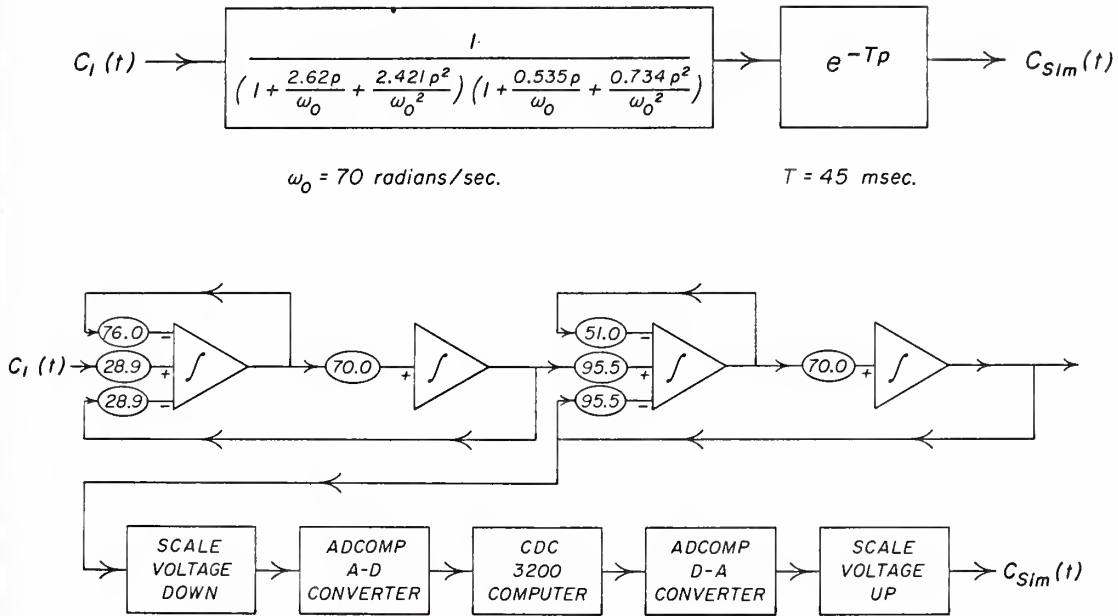 C₁(t)
1
(1 + 2.62p/ω₀ + 2.421p²/ω₀²) (1 + 0.535p/ω₀ + 0.734p²/ω₀²)
e^-Tp
C_Sim(t)
ω₀ = 70 radians/sec.
T = 45 msec.
76.0
-
∫
51.0
-
∫
C₁(t)
28.9
+
70.0
+
∫
95.5
+
70.0
+
∫
28.9
-
95.5
-
SCALE
VOLTAGE
DOWN
ADCOMP
A-D
CONVERTER
CDC
3200
COMPUTER
ADCOMP
D-A
CONVERTER
SCALE
VOLTAGE
UP
C_Sim(t)